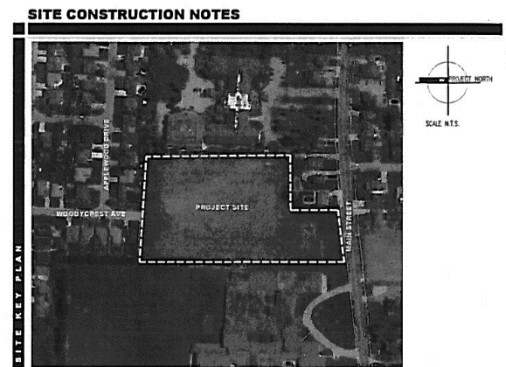 SITE CONSTRUCTION NOTES
PROJECT NORTH
SCALE N.T.S.
APPLEWOOD DRIVE
PROJECT SITE
WOODYCREST AVE
MAIN STREET
SITE KEY PLAN